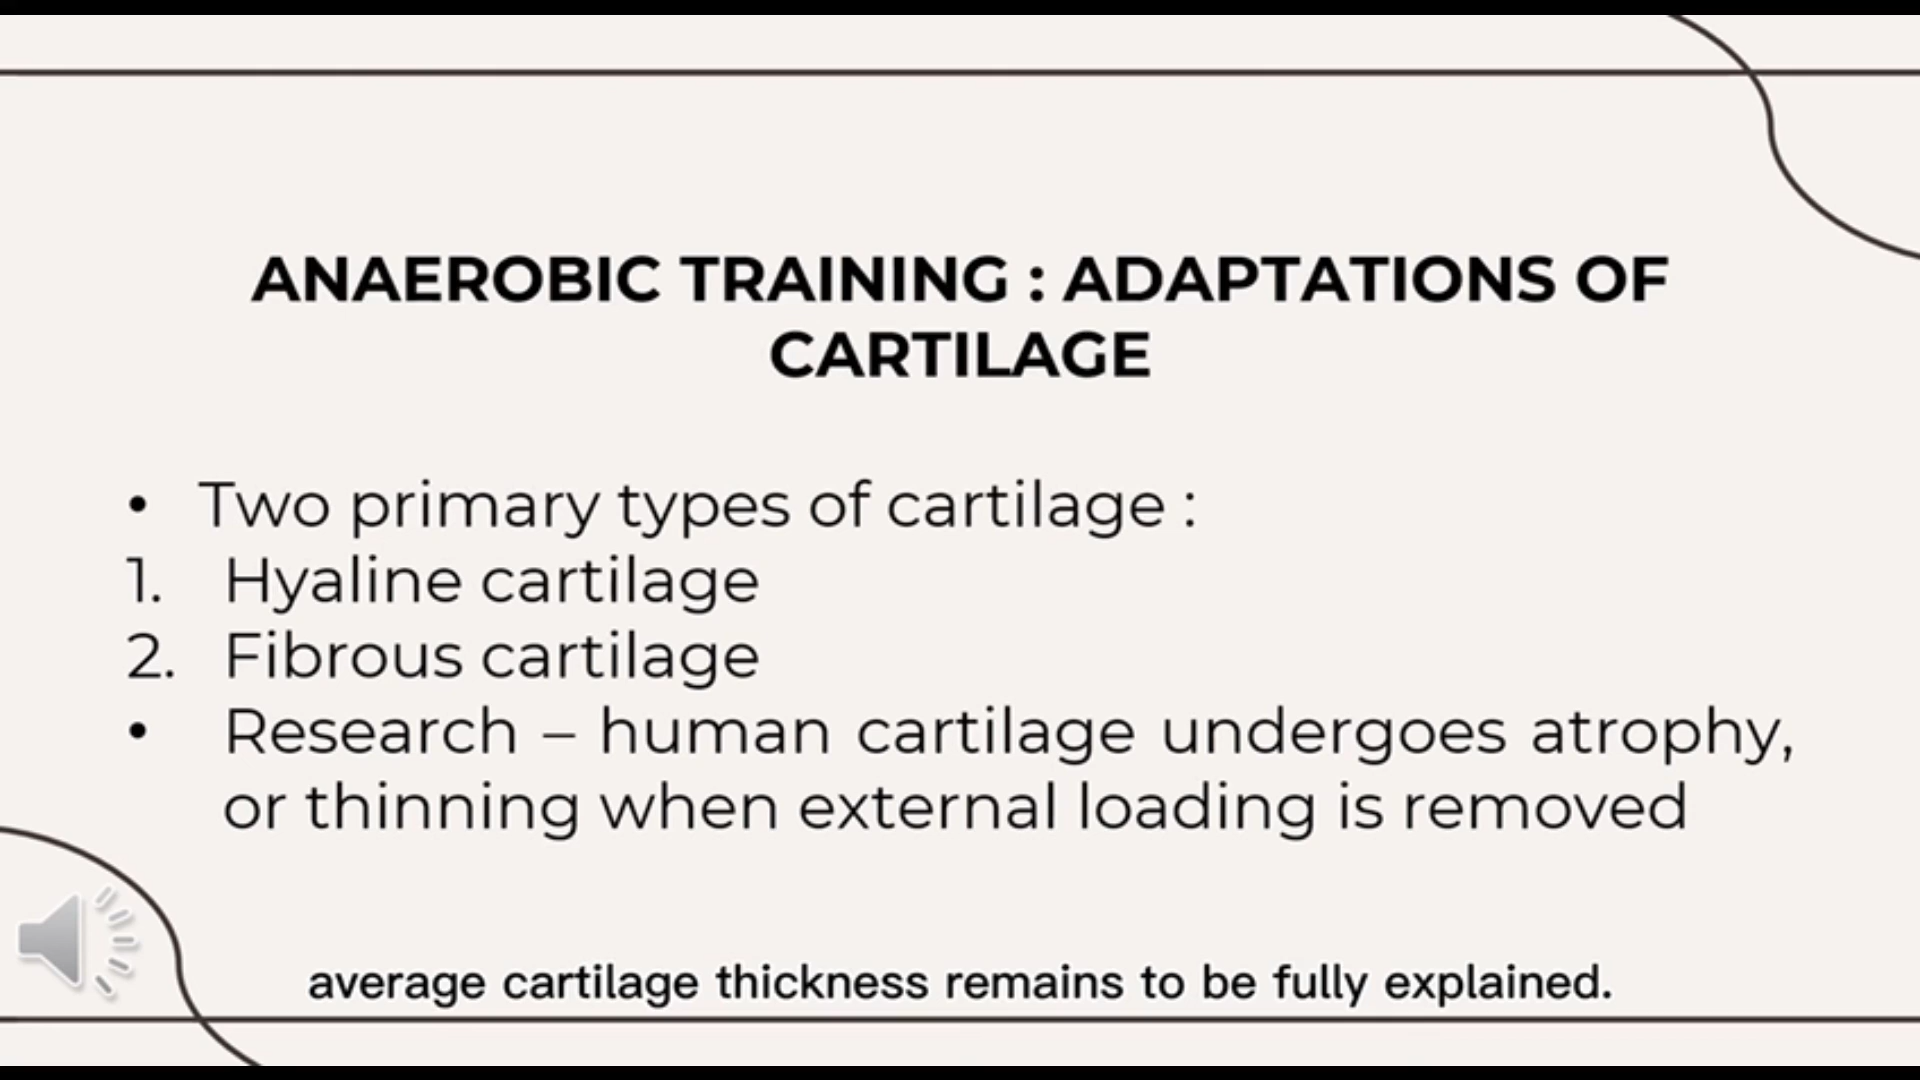 ANAEROBIC TRAINING : ADAPTATIONS OF
CARTILAGE
• Two primary types of cartilage :
1. Hyaline cartilage
2. Fibrous cartilage
• Research – human cartilage undergoes atrophy,
or thinning when external loading is removed
average cartilage thickness remains to be fully explained.